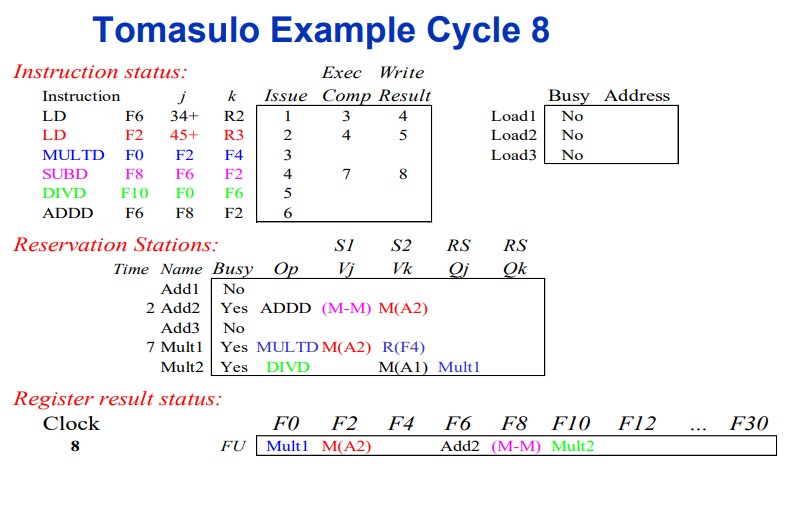 Tomasulo Example Cycle 8
Instruction status: Exec Write
Instruction j k Issue Comp Result Busy Address
LD F6 34+ R2 1 3 4 Load1 No
LD F2 45+ R3 2 4 5 Load2 No
MULTD F0 F2 F4 3 Load3 No
SUBD F8 F6 F2 4 7 8
DIVD F10 F0 F6 5
ADDD F6 F8 F2 6
Reservation Stations: S1 S2 RS RS
Time Name Busy Op Vj Vk Qj Qk
Add1 No
2 Add2 Yes ADDD (M-M) M(A2)
Add3 No
7 Mult1 Yes MULTD M(A2) R(F4)
Mult2 Yes DIVD M(A1) Mult1
Register result status:
Clock F0 F2 F4 F6 F8 F10 F12 ... F30
8 FU Mult1 M(A2) Add2 (M-M) Mult2